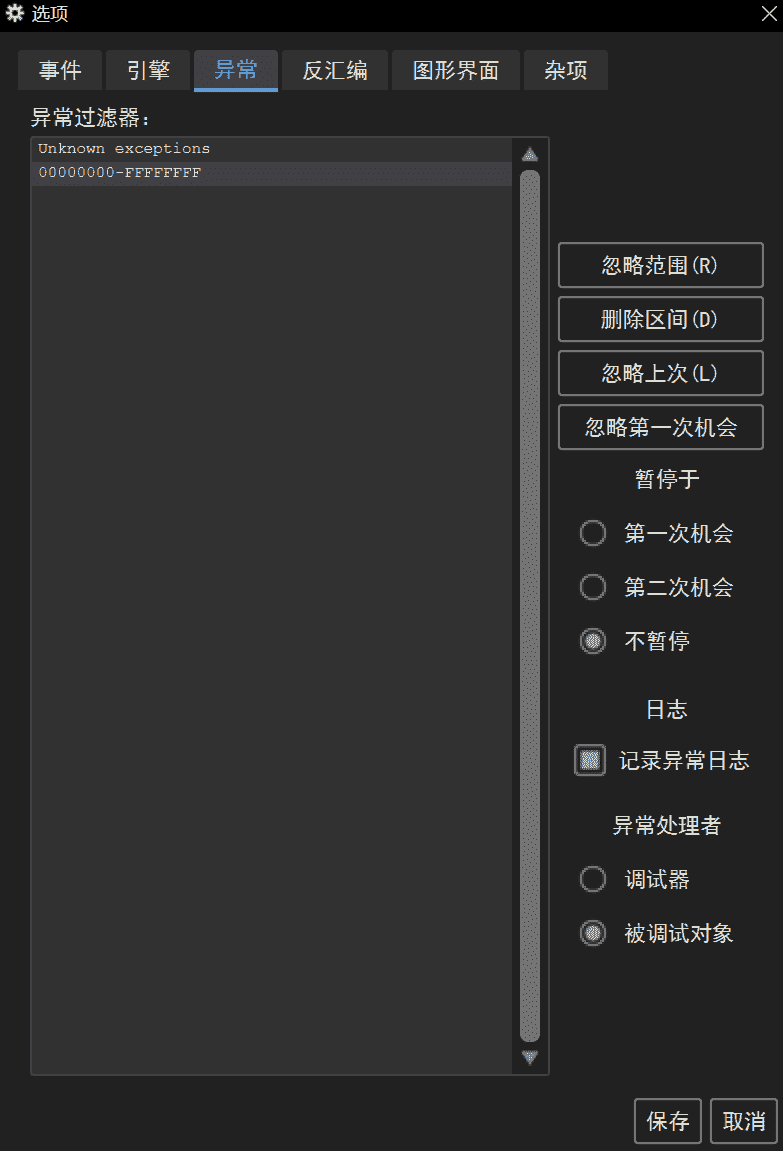 选项
事件 引擎 异常 反汇编 图形界面 杂项
异常过滤器：
Unknown exceptions
00000000-FFFFFFFF
忽略范围(R)
删除区间(D)
忽略上次(L)
忽略第一次机会
暂停于
第一次机会
第二次机会
不暂停
日志
记录异常日志
异常处理者
调试器
被调试对象
保存 取消